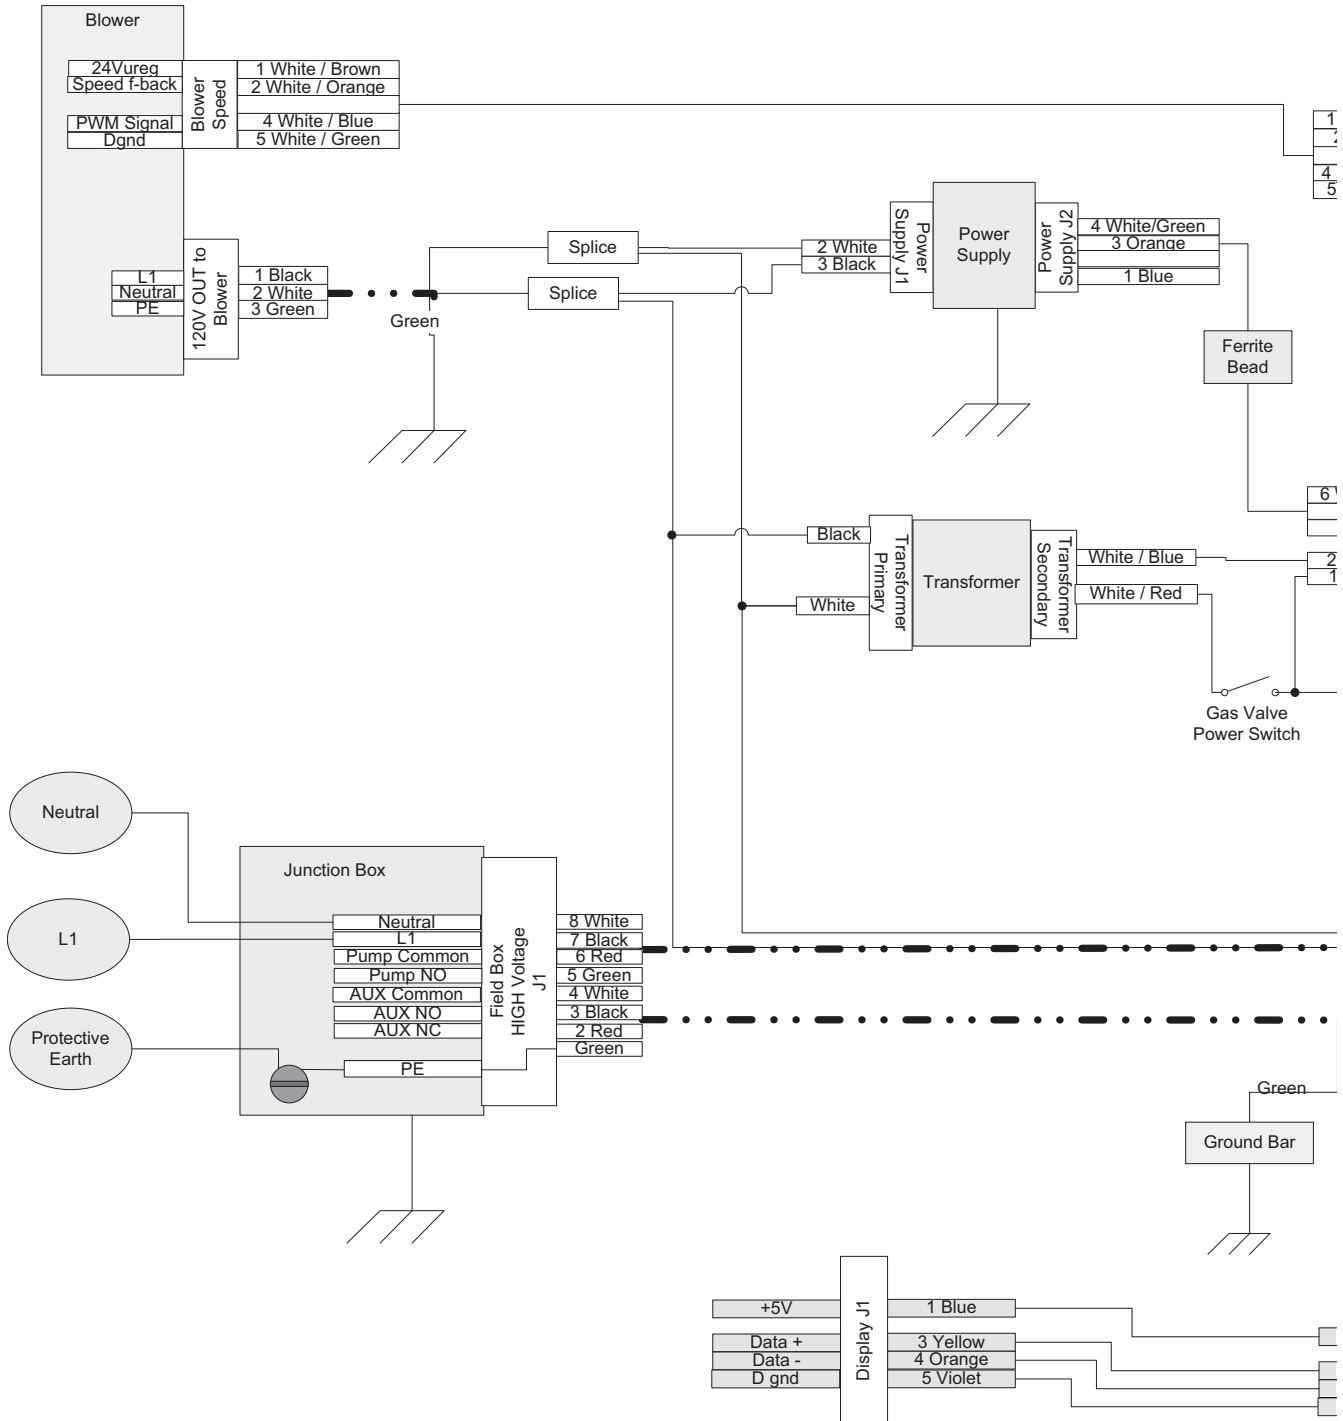 Blower
24Vureg
Speed f-back
PWM Signal
Dgnd
Blower
Speed
1 White / Brown
2 White / Orange
4 White / Blue
5 White / Green
1
2
4
5
L1
Neutral
PE
120V OUT to
Blower
1 Black
2 White
3 Green
Green
Splice
Splice
2 White
3 Black
Power
Supply J1
Power
Supply
Power
Supply J2
4 White/Green
3 Orange
1 Blue
Ferrite
Bead
6
2
1
Black
White
Transformer
Primary
Transformer
Transformer
Secondary
White / Blue
White / Red
Gas Valve
Power Switch
Neutral
L1
Protective
Earth
Junction Box
Neutral
L1
Pump Common
Pump NO
AUX Common
AUX NO
AUX NC
PE
Field Box
HIGH Voltage
J1
8 White
7 Black
6 Red
5 Green
4 White
3 Black
2 Red
Green
Green
Ground Bar
+5V
Data +
Data -
D gnd
Display J1
1 Blue
3 Yellow
4 Orange
5 Violet